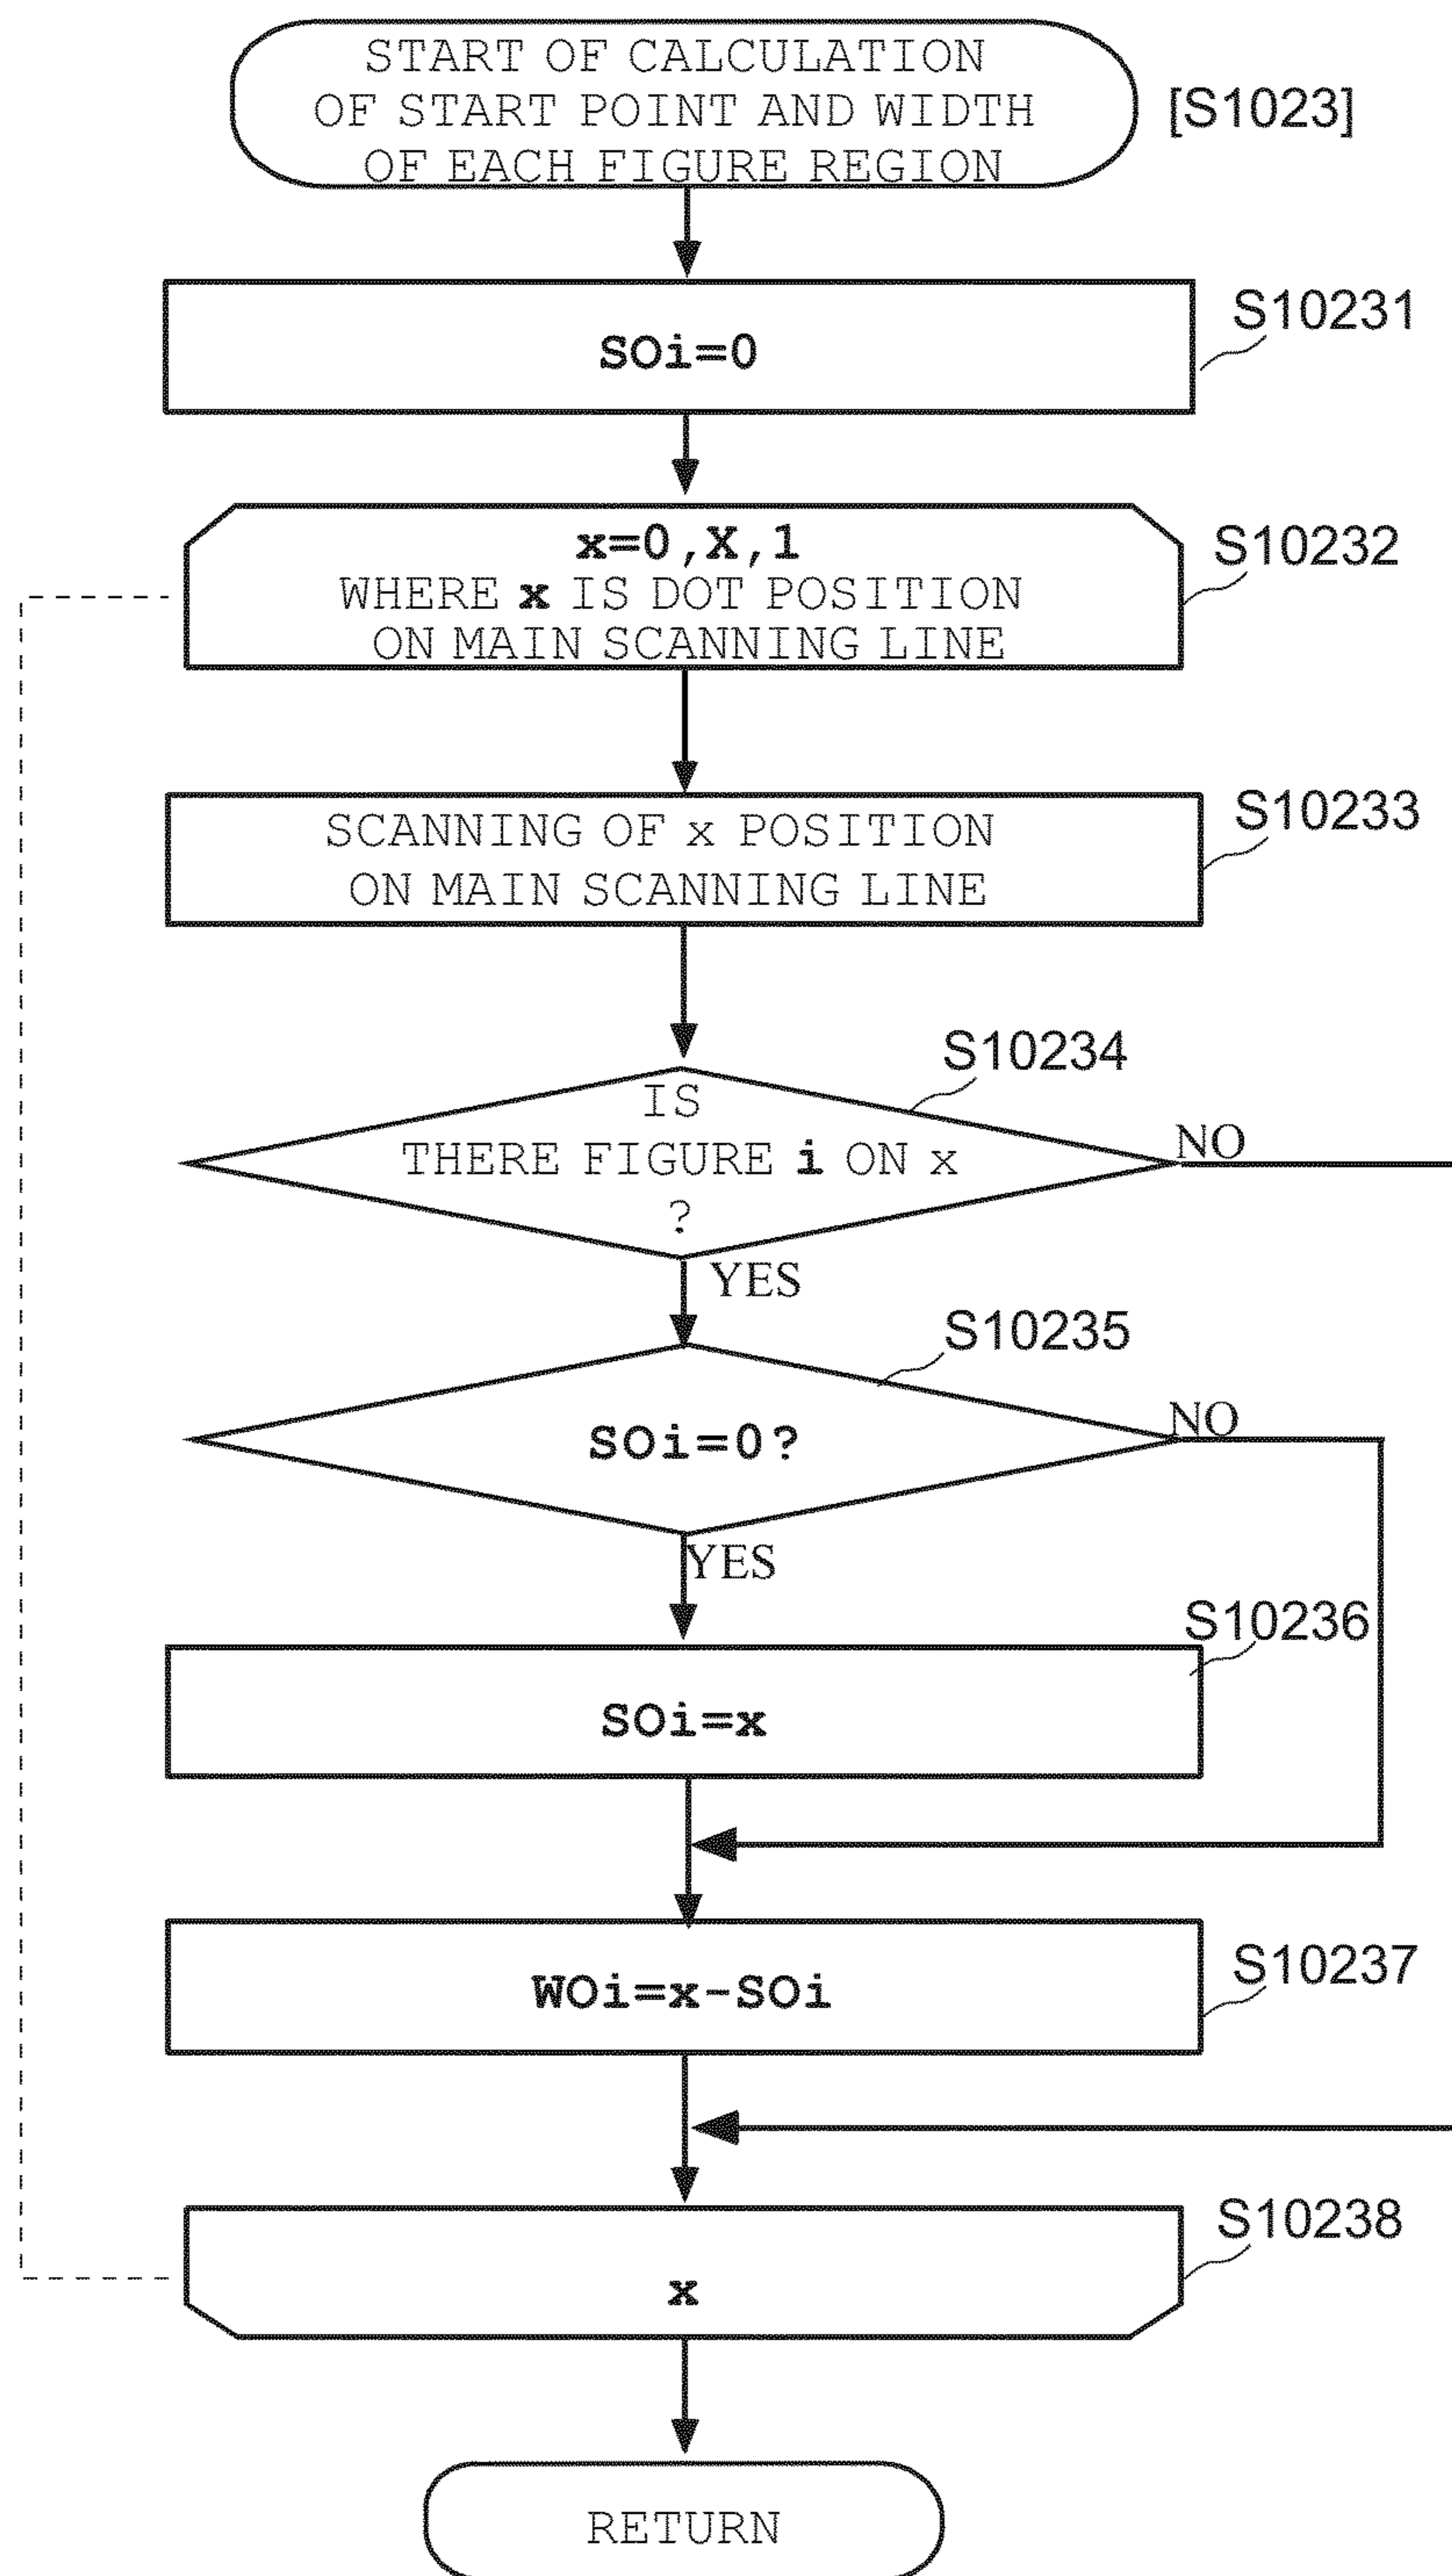 START OF CALCULATION
OF START POINT AND WIDTH
OF EACH FIGURE REGION
[S1023]
S10231
SOi=0
S10232
x=0,X,1
WHERE x IS DOT POSITION
ON MAIN SCANNING LINE
S10233
SCANNING OF x POSITION
ON MAIN SCANNING LINE
S10234
IS
THERE FIGURE i ON x
?
NO
YES
S10235
SOi=0?
NO
YES
S10236
SOi=x
S10237
WOi=x-SOi
S10238
x
RETURN